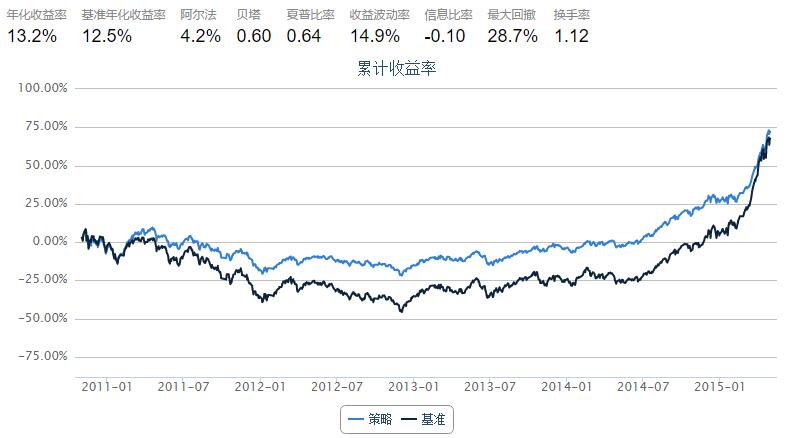 年化收益率 基准年化收益率 阿尔法 贝塔 夏普比率 收益波动率 信息比率 最大回撤 换手率
13.2% 12.5% 4.2% 0.60 0.64 14.9% -0.10 28.7% 1.12
累计收益率
100.00%
75.00%
50.00%
25.00%
0.00%
-25.00%
-50.00%
-75.00%
2011-01 2011-07 2012-01 2012-07 2013-01 2013-07 2014-01 2014-07 2015-01
策略 基准